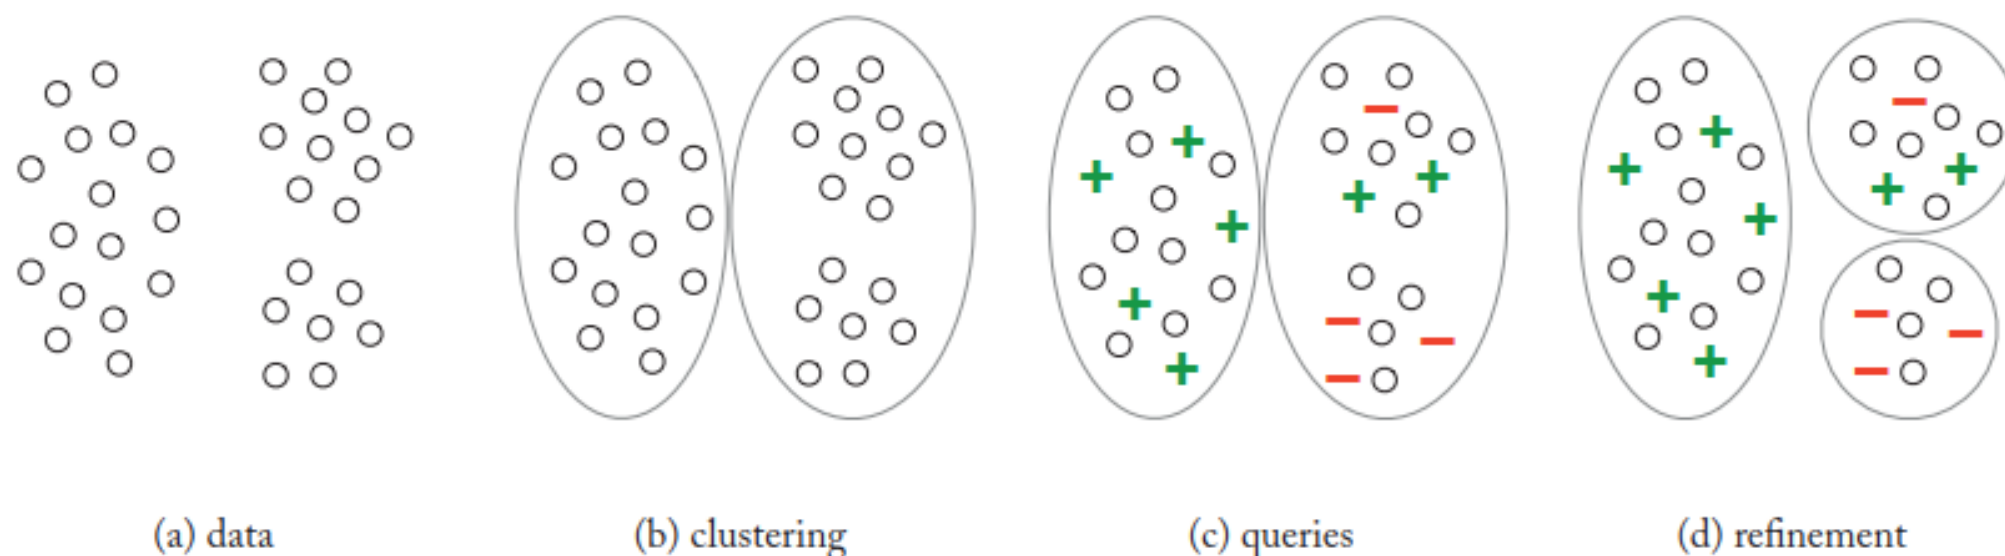 (a) data
(b) clustering
(c) queries
(d) refinement